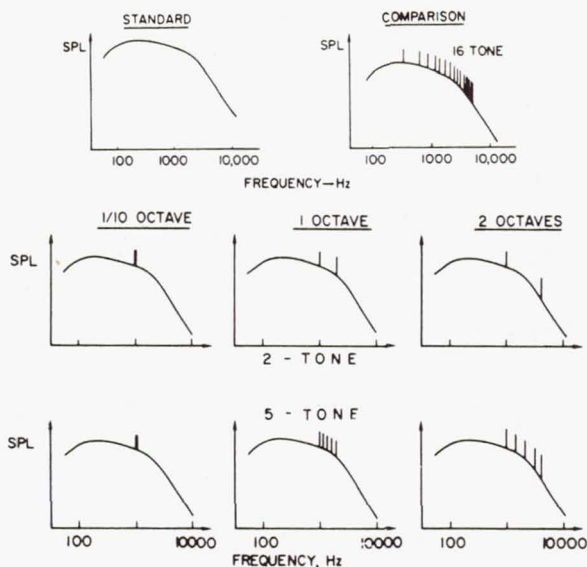 STANDARD
COMPARISON
SPL
SPL
16 TONE
100 1000 10,000
100 1000 10,000
FREQUENCY—Hz
1/10 OCTAVE
1 OCTAVE
2 OCTAVES
SPL
2 - TONE
5 - TONE
SPL
100 10000 100 10000 100 10000
FREQUENCY, Hz